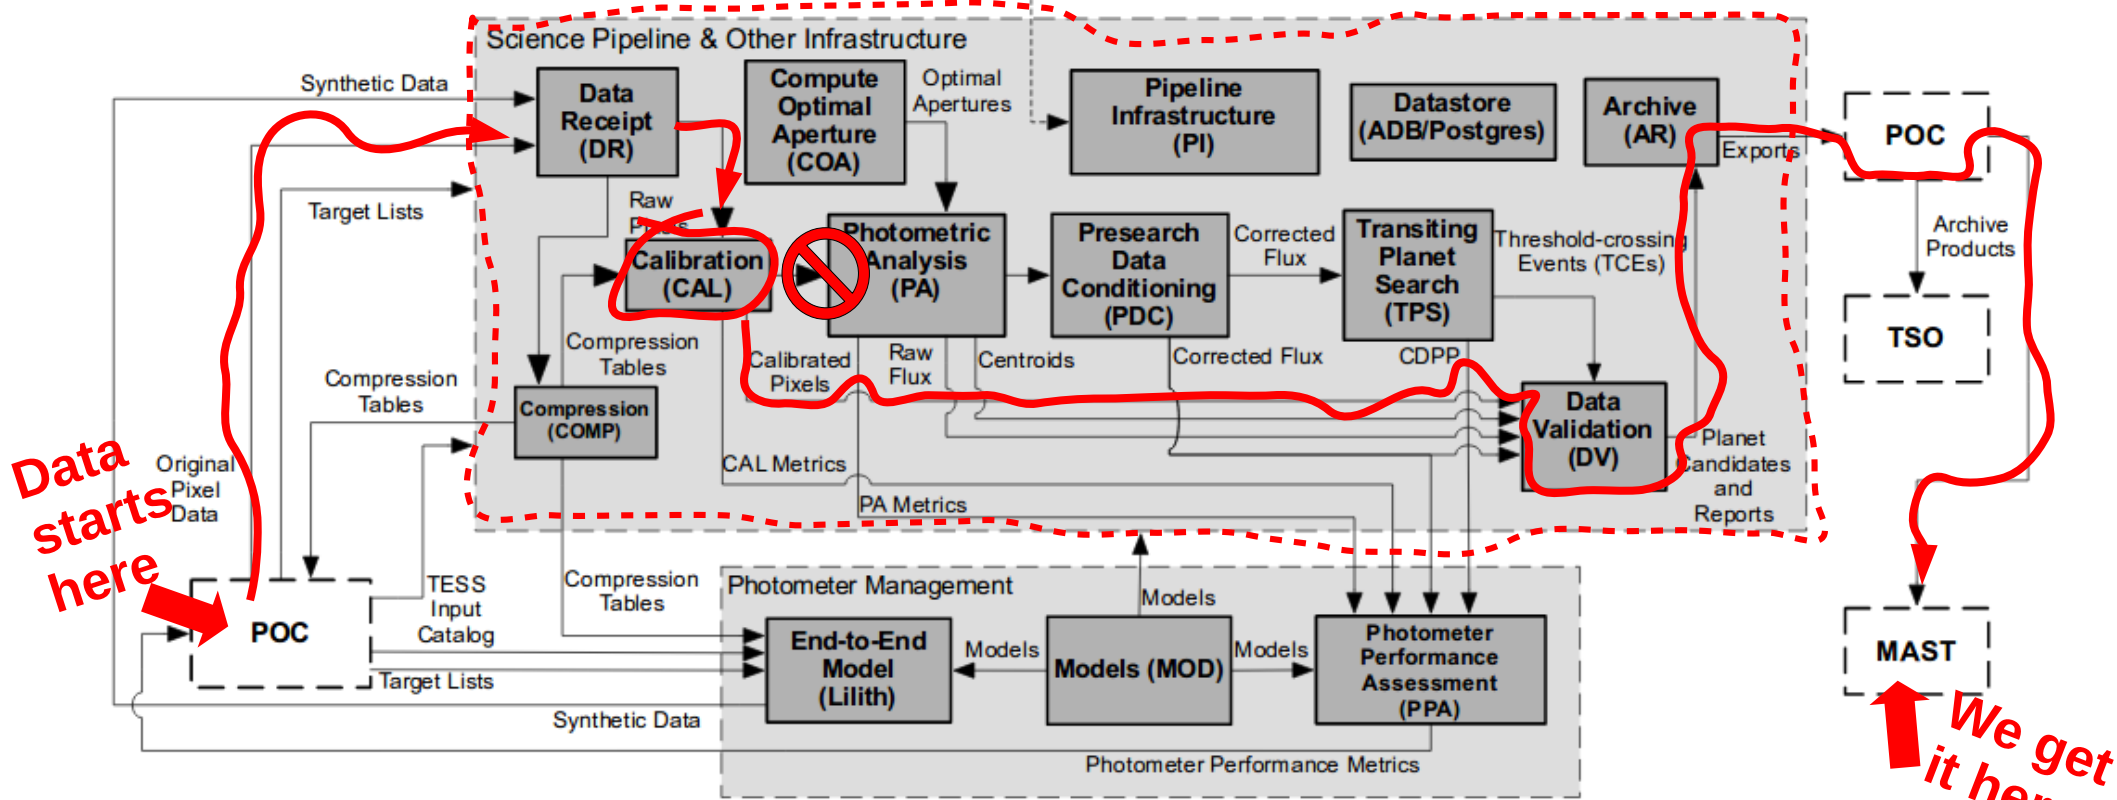 Science Pipeline & Other Infrastructure
Synthetic Data
Data
Receipt
(DR)
Compute
Optimal
Aperture
(COA)
Optimal
Apertures
Pipeline
Infrastructure
(PI)
Datastore
(ADB/Postgres)
Archive
(AR)
Exports
POC
Target Lists
Raw
Pixels
Calibration
(CAL)
Photometric
Analysis
(PA)
Presearch
Data
Conditioning
(PDC)
Corrected
Flux
Transiting
Planet
Search
(TPS)
Threshold-crossing
Events (TCEs)
Archive
Products
TSO
Compression
Tables
Compression
Tables
Calibrated
Pixels
Raw
Flux
Centroids
Corrected Flux
CDPP
Compression
(COMP)
Data
Validation
(DV)
Planet
Candidates
and
Reports
Data
starts
here
Original
Pixel
Data
CAL Metrics
PA Metrics
POC
TESS
Input
Catalog
Target Lists
Compression
Tables
Synthetic Data
Photometer Management
Models
End-to-End
Model
(Lilith)
Models
Models (MOD)
Models
Photometer
Performance
Assessment
(PPA)
Photometer Performance Metrics
MAST
We get
it